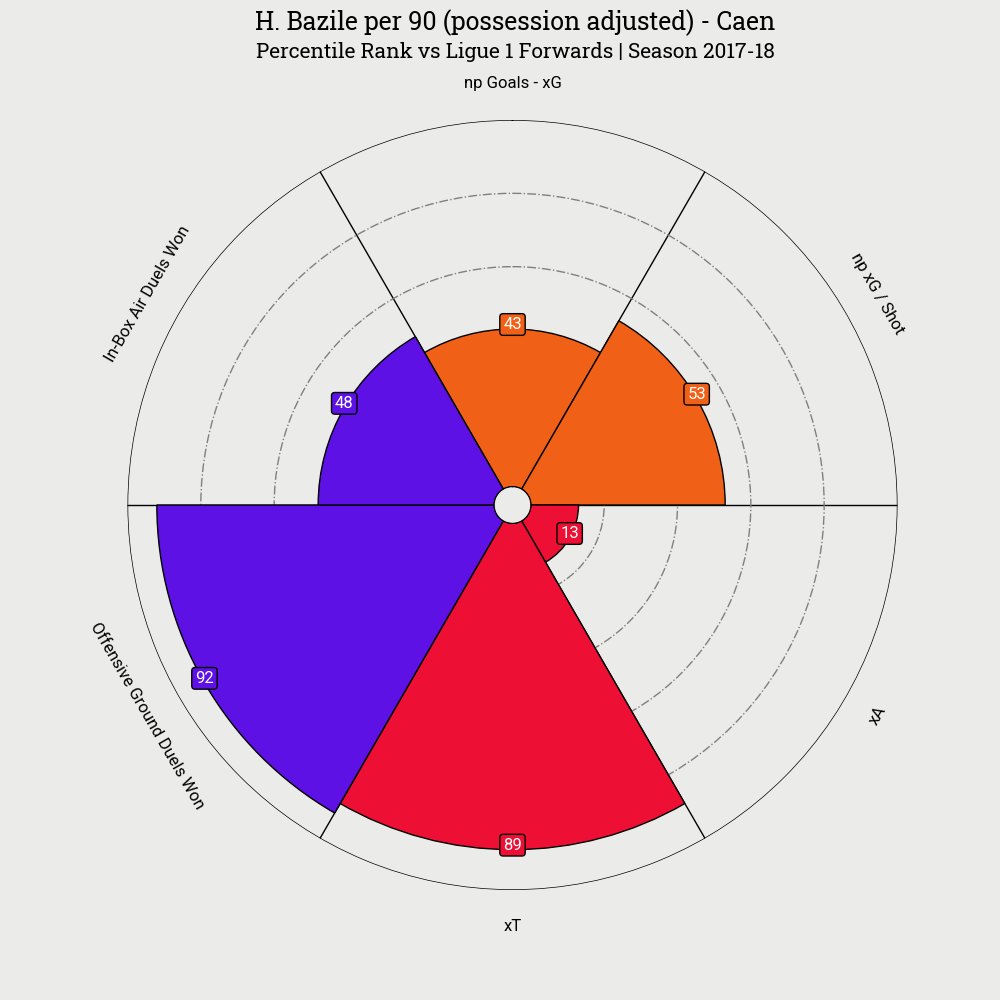 H. Bazile per 90 (possession adjusted) - Caen
Percentile Rank vs Ligue 1 Forwards | Season 2017-18
np Goals - xG
In-Box Air Duels Won
np xG / Shot
43
53
48
13
92
89
Offensive Ground Duels Won
xA
xT